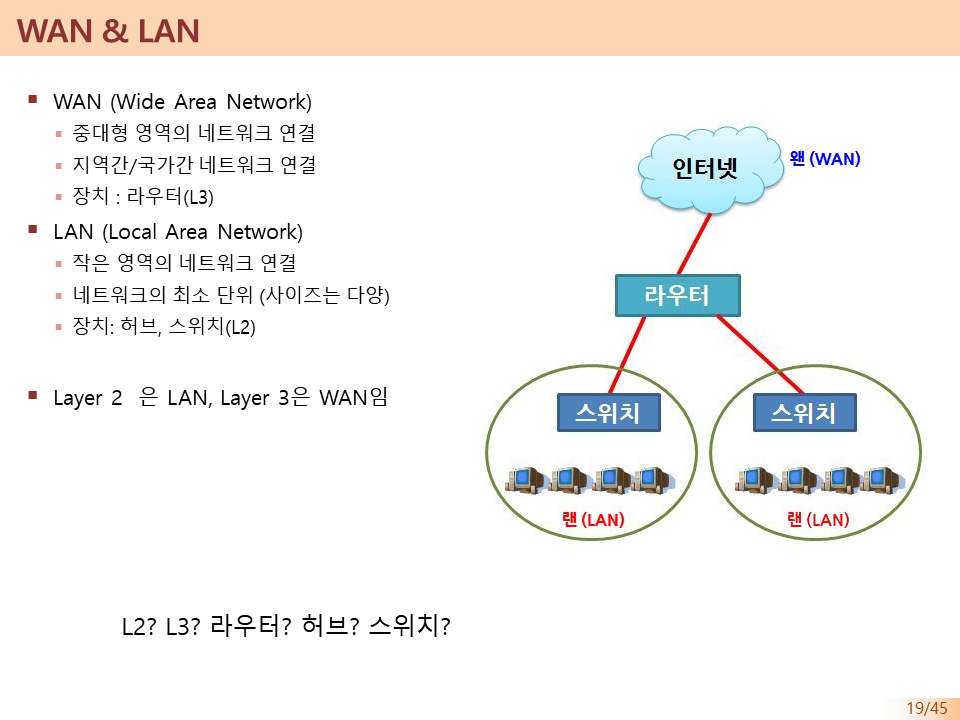 WAN & LAN
WAN (Wide Area Network)
중대형 영역의 네트워크 연결
지역간/국가간 네트워크 연결
장치 : 라우터(L3)
LAN (Local Area Network)
작은 영역의 네트워크 연결
네트워크의 최소 단위 (사이즈는 다양)
장치: 허브, 스위치(L2)
Layer 2 은 LAN, Layer 3은 WAN임
인터넷
왠 (WAN)
라우터
스위치
스위치
랜 (LAN)
랜 (LAN)
L2? L3? 라우터? 허브? 스위치?
19/45